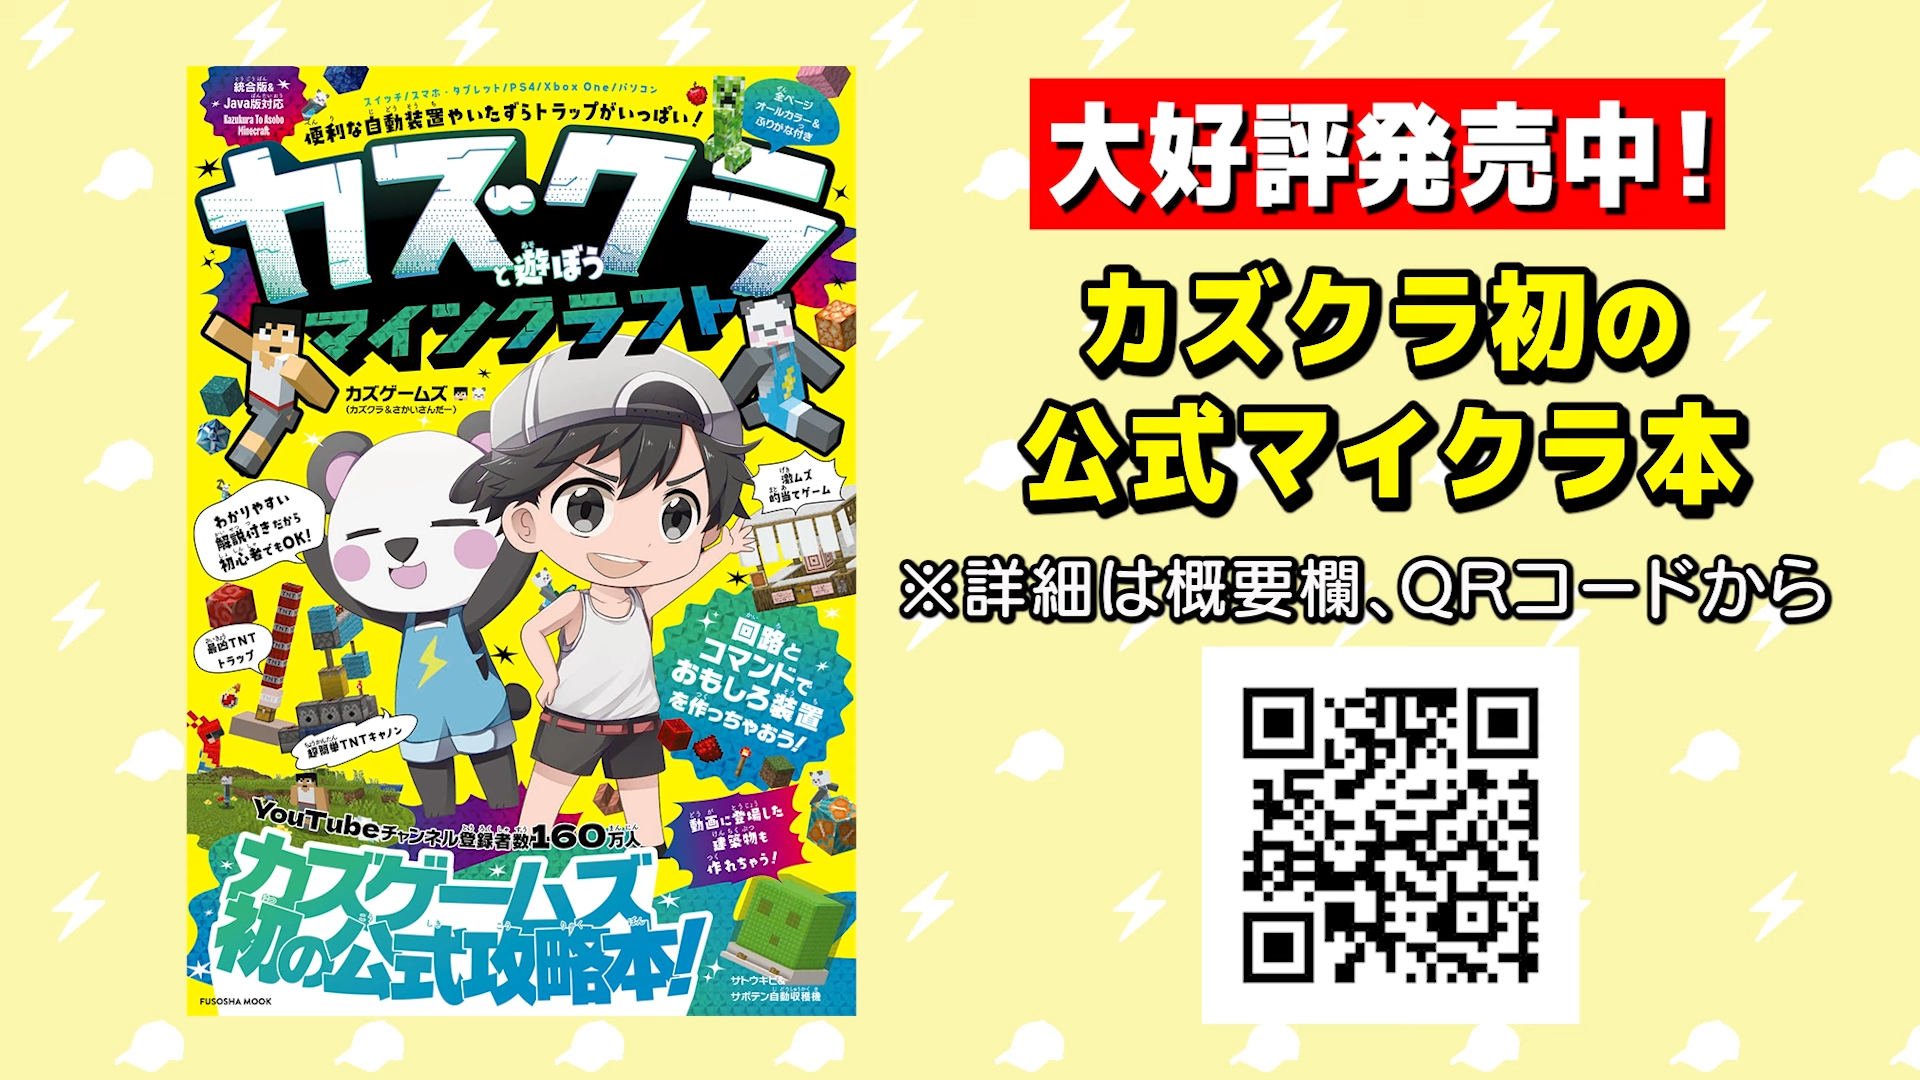 統合版&
Java版対応
Kazukura To Asobo
Minecraft
スイッチ/スマホ・タブレット/PS4/Xbox One/パソコン
便利な自動装置やいたずらトラップがいっぱい!
全ページ
オールカラー&
ふりがな付き
カズクラ
と遊ぼう
マインクラフト
カズゲームズ
(カズクラ&さかいさんだー)
わかりやすい
解説付きだから
初心者でもOK!
激ムズ
的当てゲーム
最凶TNT
トラップ
超簡単TNTキャノン
回路と
コマンドで
おもしろ装置
を作っちゃおう!
動画に登場した
建築物も
作れちゃう!
YouTubeチャンネル登録者数160万人
カズゲームズ
初の公式攻略本!
サトウキビ&
サボテン自動収穫機
FUSOSHA MOOK
大好評発売中!
カズクラ初の
公式マイクラ本
※詳細は概要欄、QRコードから